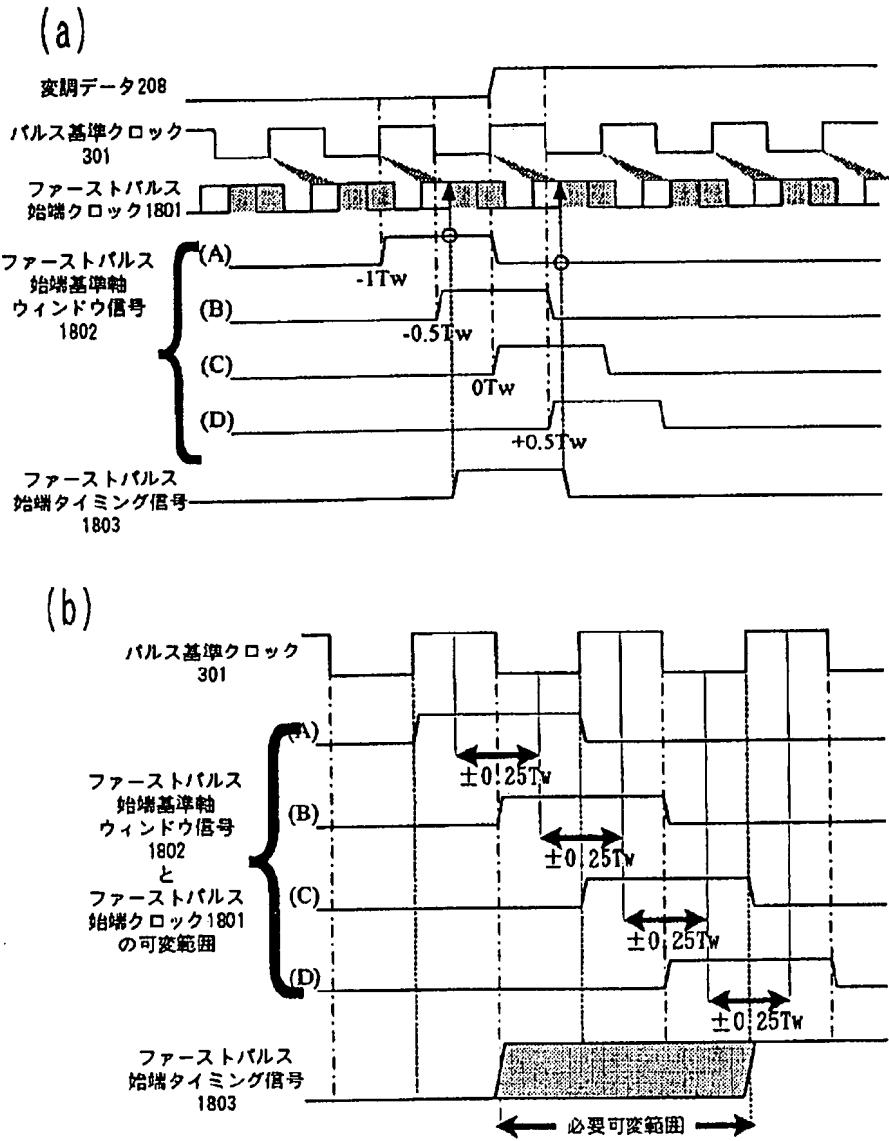 (a)
変調データ208
パルス基準クロック
301
ファーストパルス
始端クロック1801
ファーストパルス
始端基準軸
ウィンドウ信号
1802
(A)
-1Tw
(B)
-0.5Tw
(C)
0Tw
(D)
+0.5Tw
ファーストパルス
始端タイミング信号
1803
(b)
パルス基準クロック
301
ファーストパルス
始端基準軸
ウィンドウ信号
1802
と
ファーストパルス
始端クロック1801
の可変範囲
(A)
±0.25Tw
(B)
±0.25Tw
(C)
±0.25Tw
(D)
±0.25Tw
ファーストパルス
始端タイミング信号
1803
必要可変範囲